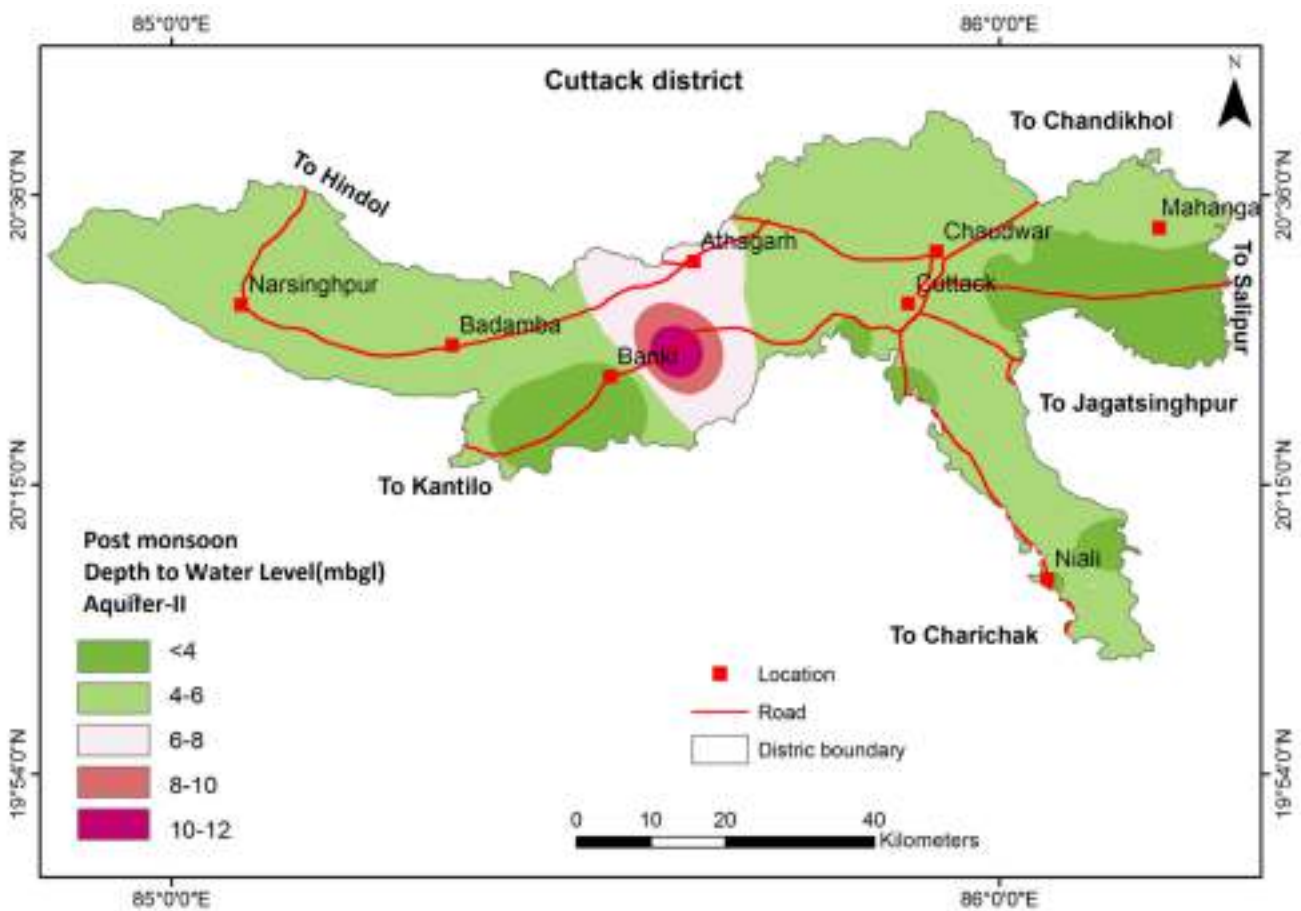 85°0'0"E
86°0'0"E
Cuttack district
N
To Chandikhol
To Hindol
20°36'0"N
20°36'0"N
Mahanga
Athagarh
Chaudwar
To Salipur
Narsinghpur
Cuttack
Badamba
Banki
To Jagatsinghpur
To Kantilo
20°15'0"N
20°15'0"N
Post monsoon
Depth to Water Level(mbgl)
Aquifer-II
Niali
To Charichak
<4
4-6
6-8
8-10
10-12
Location
Road
Distric boundary
19°54'0"N
19°54'0"N
0 10 20 40
Kilometers
85°0'0"E
86°0'0"E